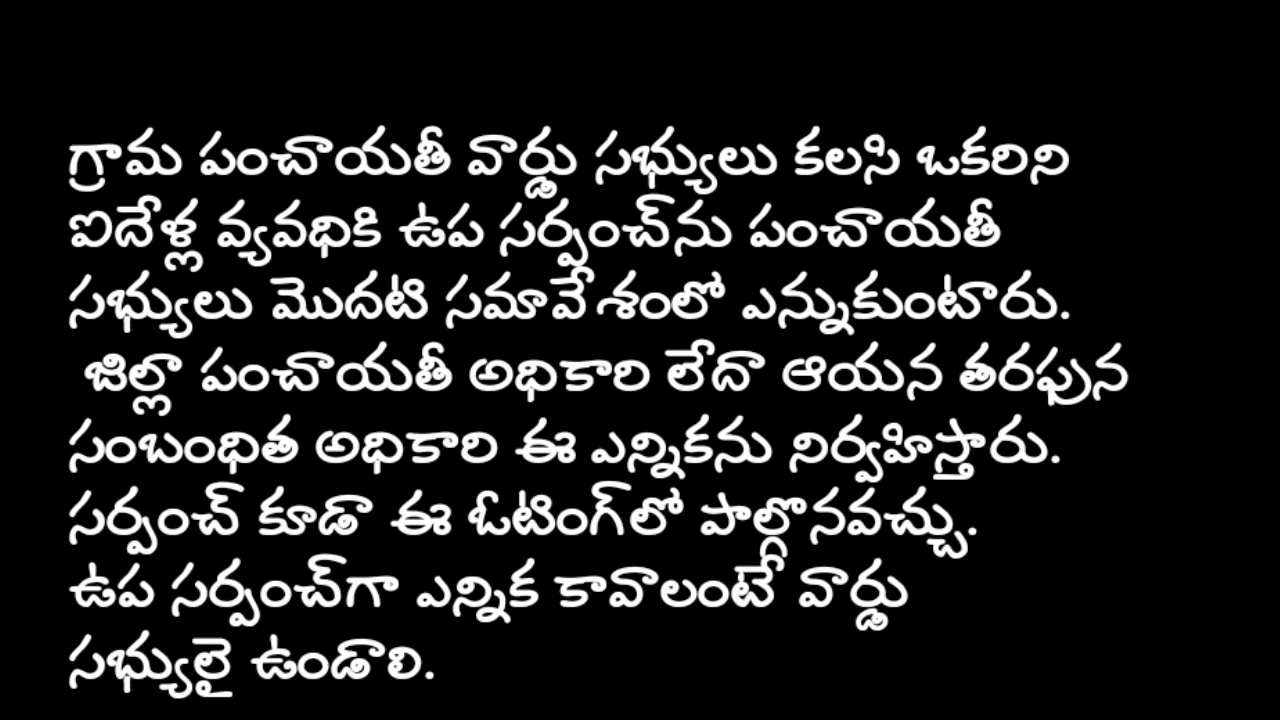 గ్రామ పంచాయతీ వార్డు సభ్యులు కలసి ఒకరిని
ఐదేళ్ల వ్యవధికి ఉప సర్పంచ్‌ను పంచాయతీ
సభ్యులు మొదటి సమావేశంలో ఎన్నుకుంటారు.
జిల్లా పంచాయతీ అధికారి లేదా ఆయన తరఫున
సంబంధిత అధికారి ఈ ఎన్నికను నిర్వహిస్తారు.
సర్పంచ్ కూడా ఈ ఓటింగ్‌లో పాల్గొనవచ్చు.
ఉప సర్పంచ్‌గా ఎన్నిక కావాలంటే వార్డు
సభ్యులై ఉండాలి.